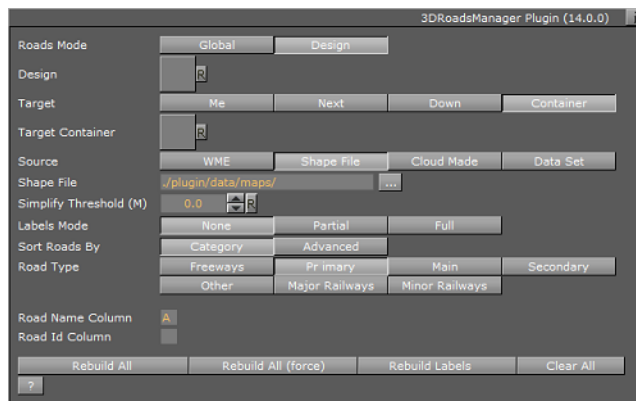 3DRoadsManager Plugin (14.0.0)
Roads Mode Global Design
Design R
Target Me Next Down Container
Target Container R
Source WME Shape File Cloud Made Data Set
Shape File ./plugin/data/maps/ ...
Simplify Threshold (M) 0.0 R
Labels Mode None Partial Full
Sort Roads By Category Advanced
Road Type Freeways Primary Main Secondary
Other Major Railways Minor Railways
Road Name Column A
Road Id Column
Rebuild All Rebuild All (force) Rebuild Labels Clear All
?